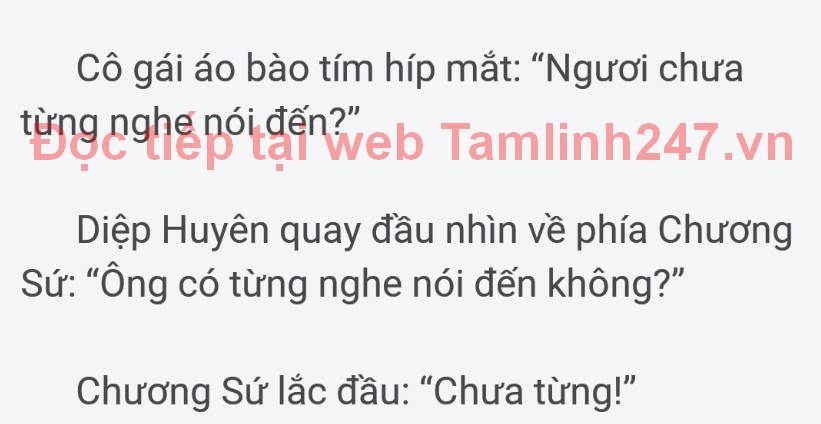 Cô gái áo bào tím híp mắt: “Ngươi chưa
từng nghe nói đến?”
Đọc tiếp tại web Tamlinh247.vn
Diệp Huyên quay đầu nhìn về phía Chương
Sứ: “Ông có từng nghe nói đến không?”
Chương Sứ lắc đầu: “Chưa từng!”